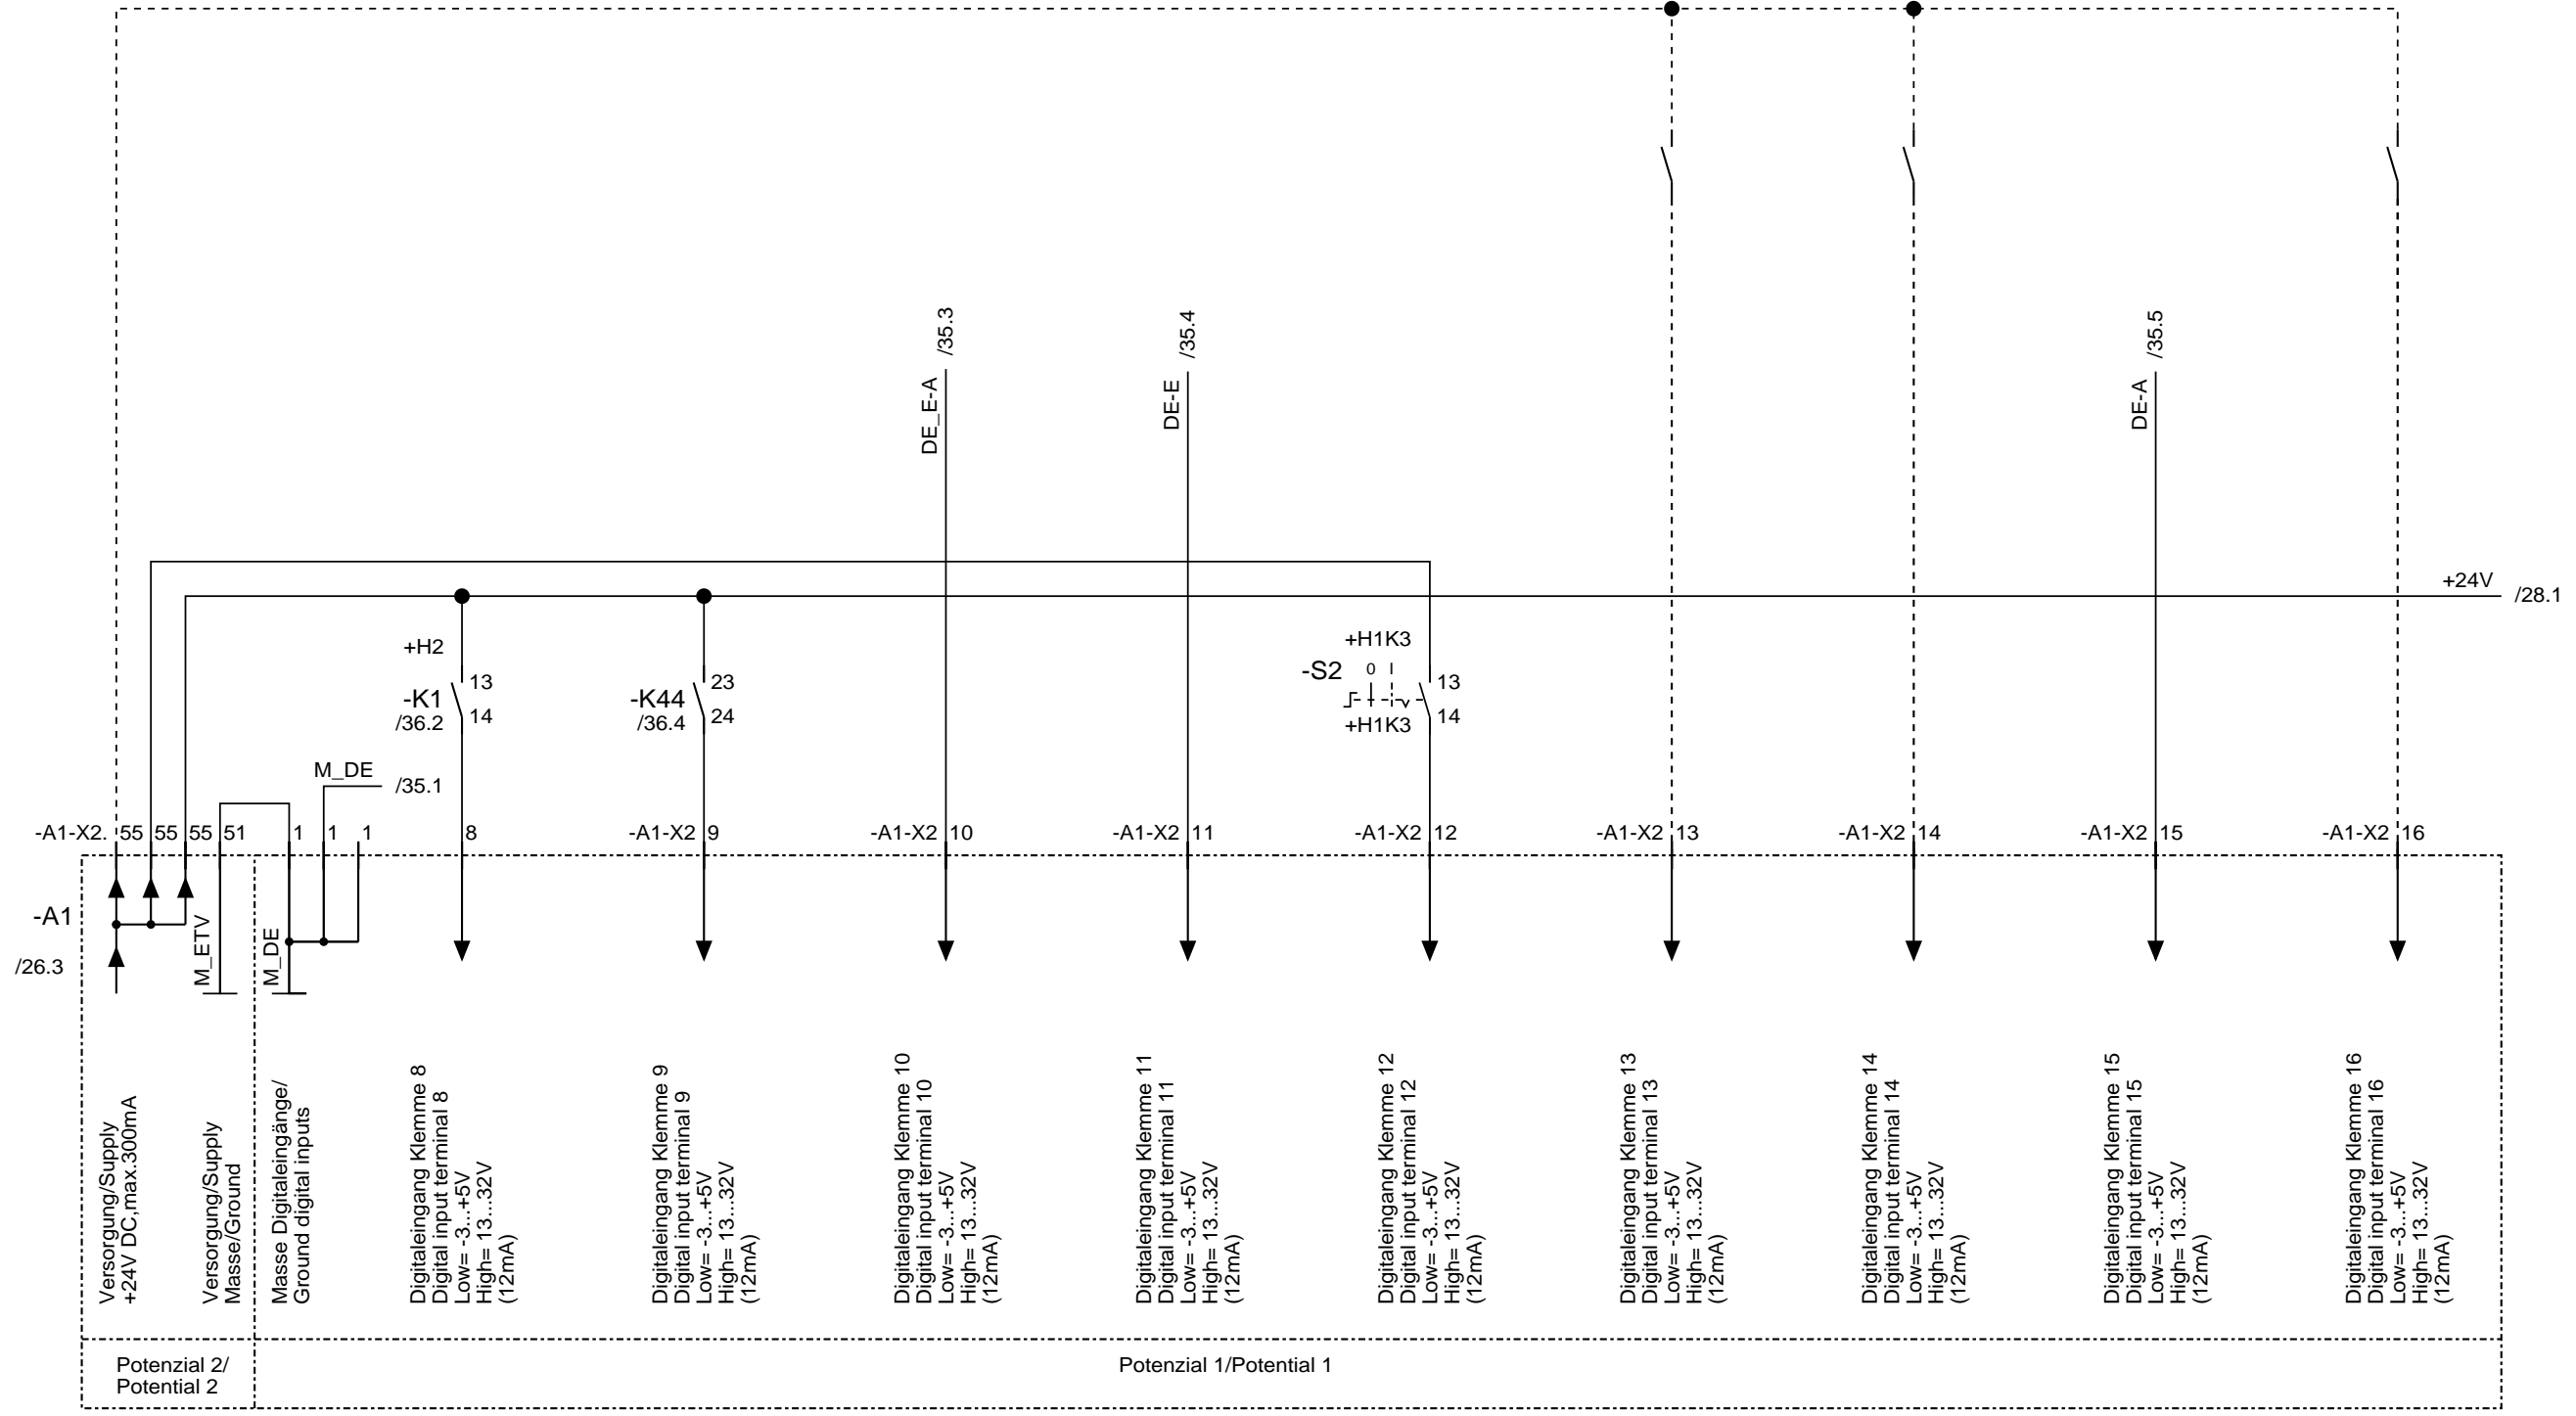 /35.3
/35.4
/35.5
DE_E-A
DE-E
DE-A
+24V
/28.1
+H2
13
-K1
14
/36.2
23
-K44
24
/36.4
+H1K3
-S2
0
13
14
+H1K3
M_DE
/35.1
-A1-X2.
55
55
55
51
1
1
1
8
-A1-X2
9
-A1-X2
10
-A1-X2
11
-A1-X2
12
-A1-X2
13
-A1-X2
14
-A1-X2
15
-A1-X2
16
-A1
/26.3
M_ETV
M_DE
Versorgung/Supply
+24V DC,max.300mA
Versorgung/Supply
Masse/Ground
Masse Digitaleingänge/
Ground digital inputs
Digitaleingang Klemme 8
Digital input terminal 8
Low= -3...+5V
High= 13...32V
(12mA)
Digitaleingang Klemme 9
Digital input terminal 9
Low= -3...+5V
High= 13...32V
(12mA)
Digitaleingang Klemme 10
Digital input terminal 10
Low= -3...+5V
High= 13...32V
(12mA)
Digitaleingang Klemme 11
Digital input terminal 11
Low= -3...+5V
High= 13...32V
(12mA)
Digitaleingang Klemme 12
Digital input terminal 12
Low= -3...+5V
High= 13...32V
(12mA)
Digitaleingang Klemme 13
Digital input terminal 13
Low= -3...+5V
High= 13...32V
(12mA)
Digitaleingang Klemme 14
Digital input terminal 14
Low= -3...+5V
High= 13...32V
(12mA)
Digitaleingang Klemme 15
Digital input terminal 15
Low= -3...+5V
High= 13...32V
(12mA)
Digitaleingang Klemme 16
Digital input terminal 16
Low= -3...+5V
High= 13...32V
(12mA)
Potenzial 2/
Potential 2
Potenzial 1/Potential 1